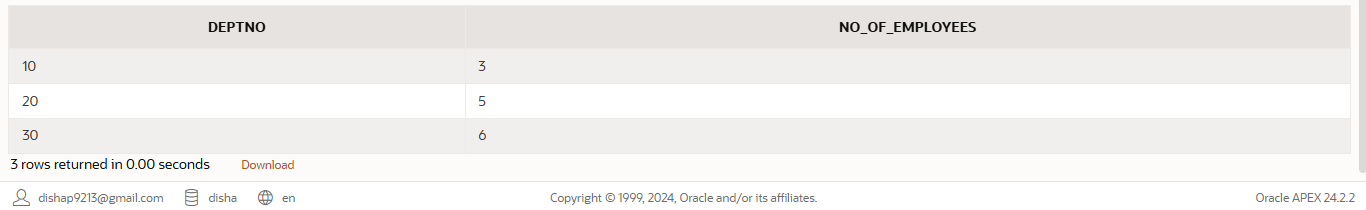 DEPTNO NO_OF_EMPLOYEES
10 3
20 5
30 6
3 rows returned in 0.00 seconds Download
dishap9213@gmail.com disha en Copyright © 1999, 2024, Oracle and/or its affiliates. Oracle APEX 24.2.2